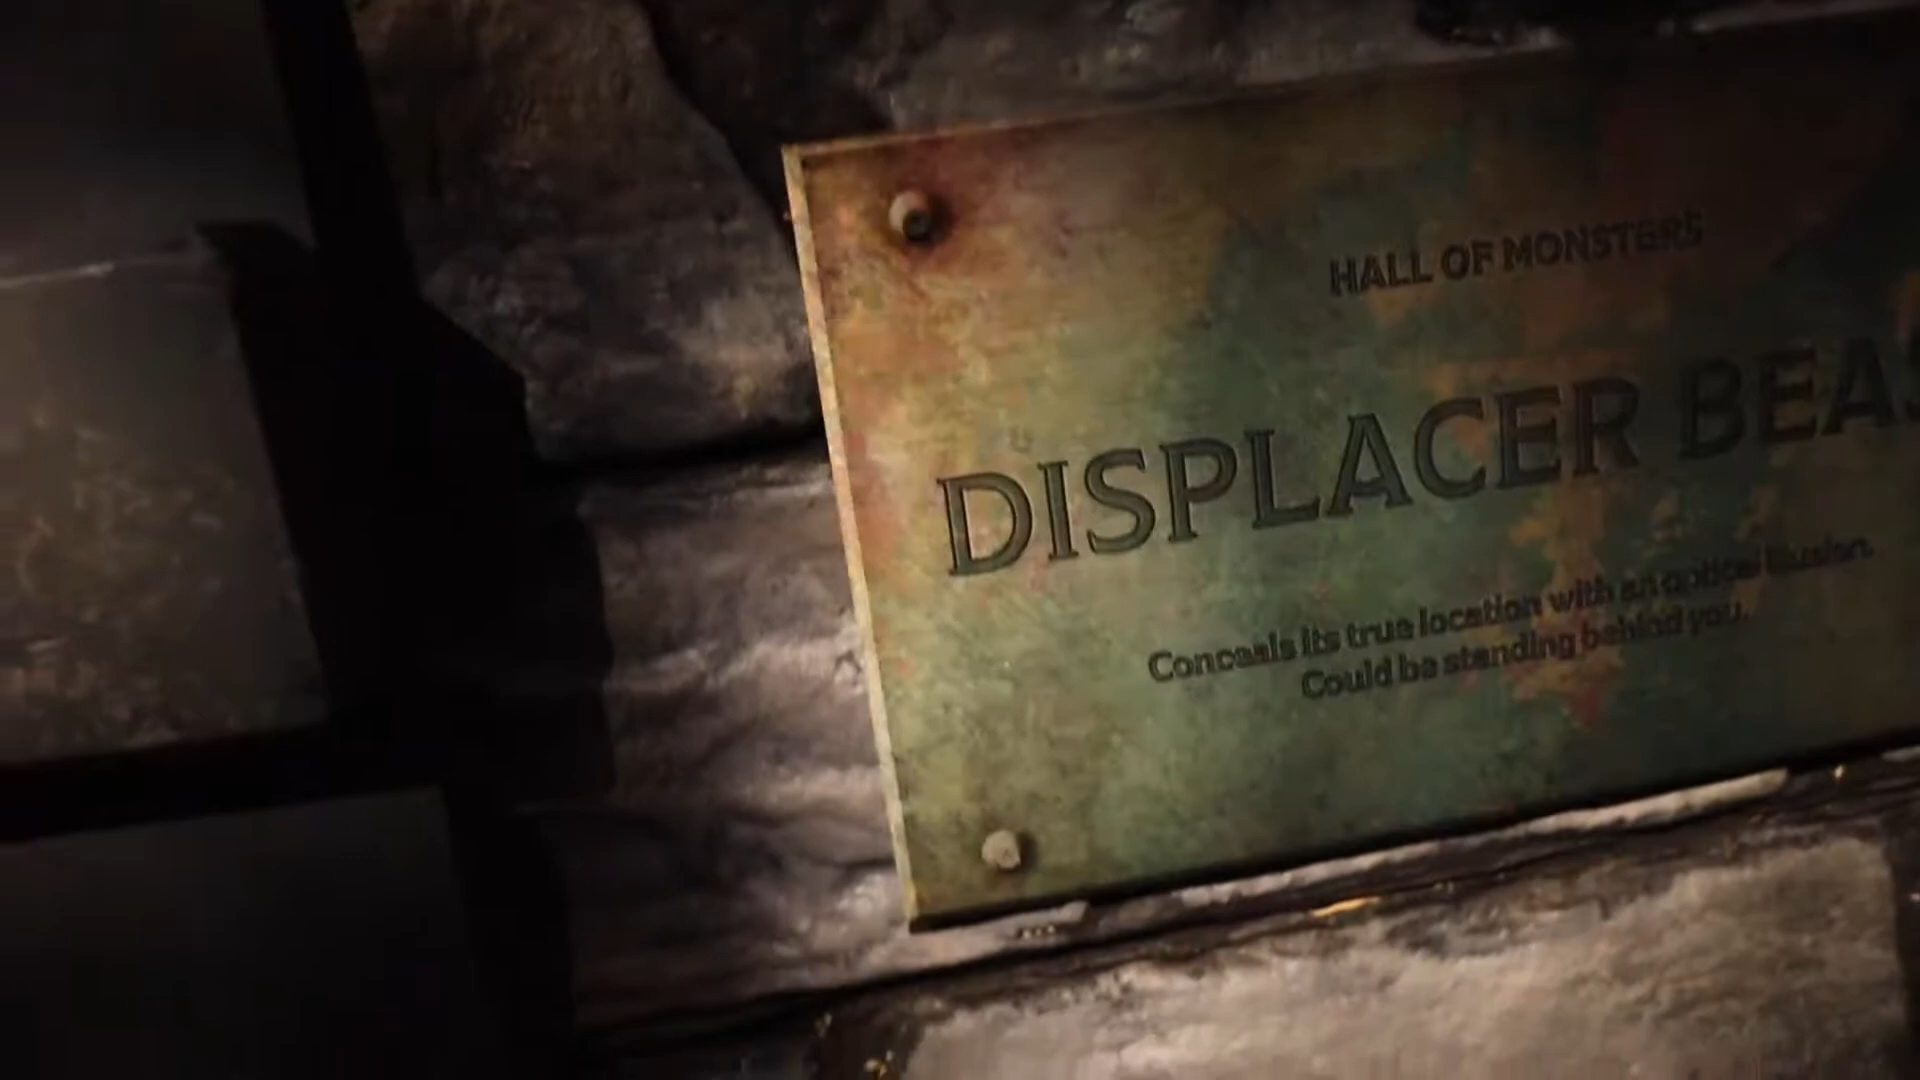 HALL OF MONSTERS
DISPLACER BEAS
Conceals its true location with an optical illusion.
Could be standing behind you.